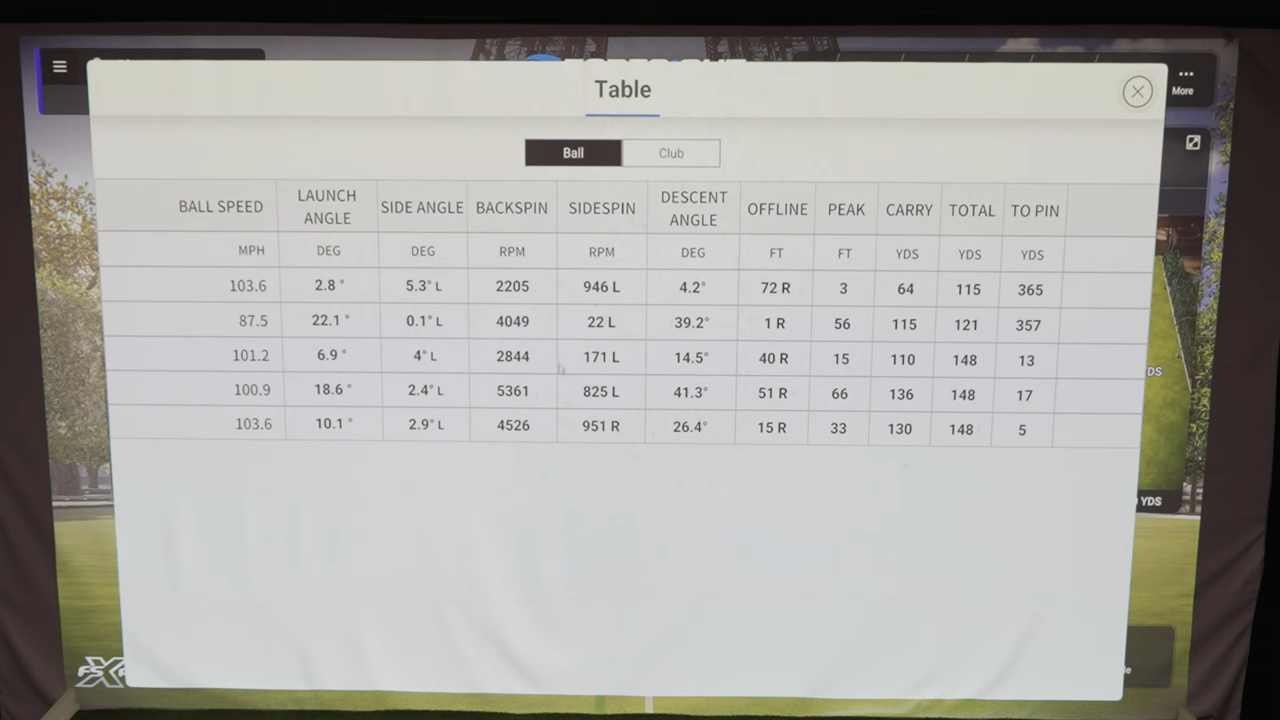 Table
More
Ball Club
BALL SPEED LAUNCH ANGLE SIDE ANGLE BACKSPIN SIDESPIN DESCENT ANGLE OFFLINE PEAK CARRY TOTAL TO PIN
MPH DEG DEG RPM RPM DEG FT FT YDS YDS YDS
103.6 2.8° 5.3° L 2205 946 L 4.2° 72 R 3 64 115 365
87.5 22.1° 0.1° L 4049 22 L 39.2° 1 R 56 115 121 357
101.2 6.9° 4° L 2844 171 L 14.5° 40 R 15 110 148 13
100.9 18.6° 2.4° L 5361 825 L 41.3° 51 R 66 136 148 17
103.6 10.1° 2.9° L 4526 951 R 26.4° 15 R 33 130 148 5
YDS
FSX